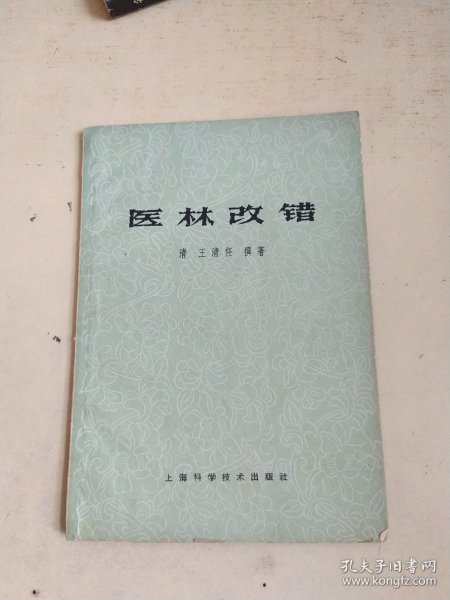 医林改错
清 王清任 撰著
上海科学技术出版社
孔夫子旧书网
www.kongfz.com